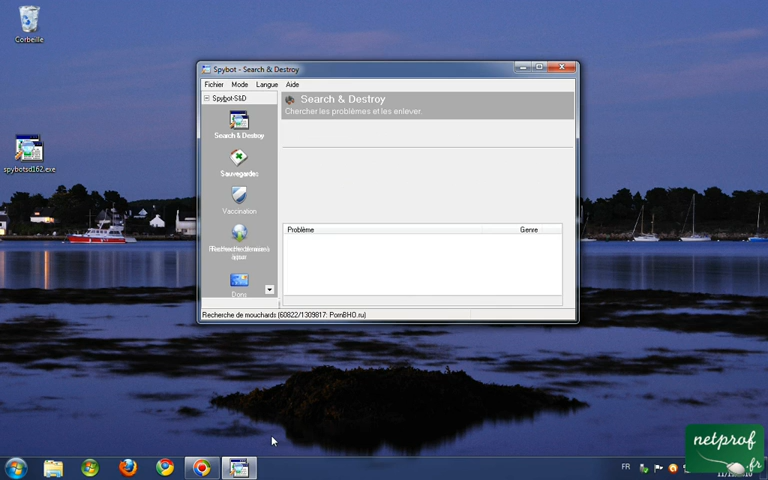 Corbeille
spybotsd162.exe
Spybot - Search & Destroy
Fichier Mode Langue Aide
Spybot-S&D
Search & Destroy
Sauvegardes
Vaccination
Dons
Search & Destroy
Chercher les problèmes et les enlever.
Problème Genre
Recherche de mouchards (60822/1309817: PornBHO.ru)
FR
netprof
.fr